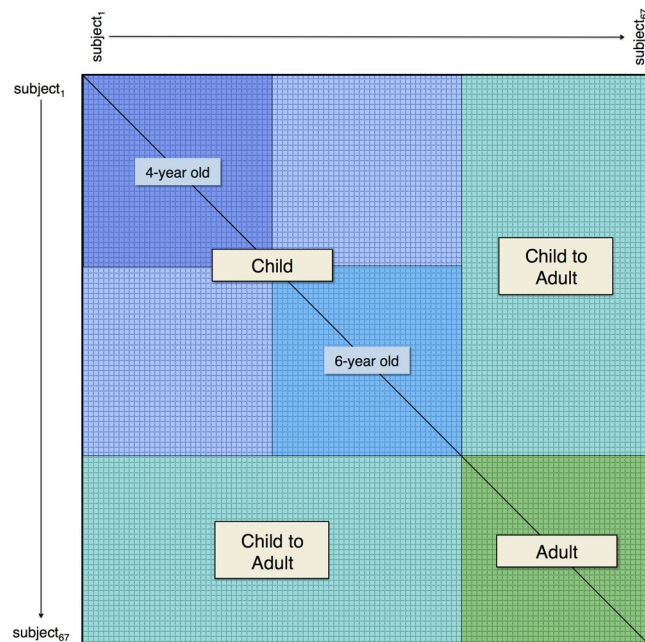 subject₁
subject₆₇
subject₁
4-year old
Child
Child to
Adult
6-year old
Child to
Adult
Adult
subject₆₇